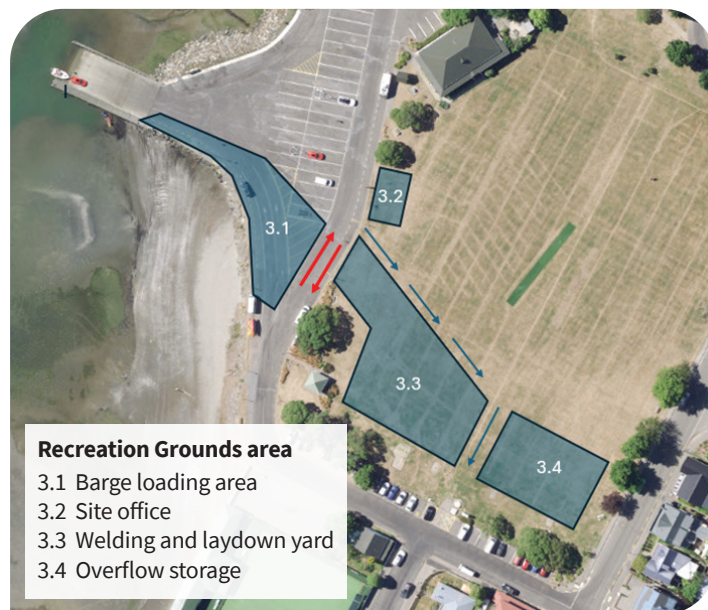 3.1
3.2
3.3
3.4
Recreation Grounds area
3.1 Barge loading area
3.2 Site office
3.3 Welding and laydown yard
3.4 Overflow storage